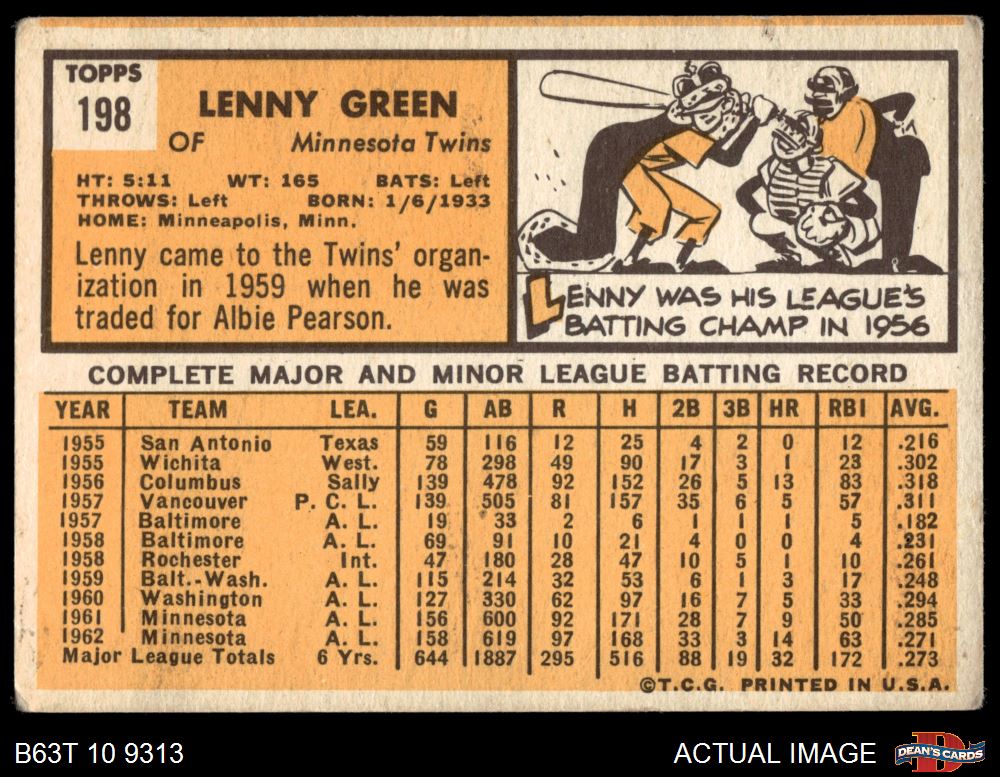 TOPPS
198
LENNY GREEN
OF Minnesota Twins
HT: 5:11 WT: 165 BATS: Left
THROWS: Left BORN: 1/6/1933
HOME: Minneapolis, Minn.
Lenny came to the Twins' organ-
ization in 1959 when he was
traded for Albie Pearson.
LENNY WAS HIS LEAGUE'S
BATTING CHAMP IN 1956
COMPLETE MAJOR AND MINOR LEAGUE BATTING RECORD
YEAR TEAM LEA. G AB R H 2B 3B HR RBI AVG.
1955 San Antonio Texas 59 116 12 25 4 2 0 12 .216
1955 Wichita West. 78 298 49 90 17 3 1 23 .302
1956 Columbus Sally 139 478 92 152 26 5 13 83 .318
1957 Vancouver P. C. L. 139 505 81 157 35 6 5 57 .311
1957 Baltimore A. L. 19 33 2 6 1 1 1 5 .182
1958 Baltimore A. L. 69 91 10 21 4 0 0 4 .231
1958 Rochester Int. 47 180 28 47 10 5 1 10 .261
1959 Balt.-Wash. A. L. 115 214 32 53 6 1 3 17 .248
1960 Washington A. L. 127 330 62 97 16 7 5 33 .294
1961 Minnesota A. L. 156 600 92 171 28 7 9 50 .285
1962 Minnesota A. L. 158 619 97 168 33 3 14 63 .271
Major League Totals 6 Yrs. 644 1887 295 516 88 19 32 172 .273
©T.C.G. PRINTED IN U.S.A.
B63T 10 9313
ACTUAL IMAGE
DEAN'S CARDS